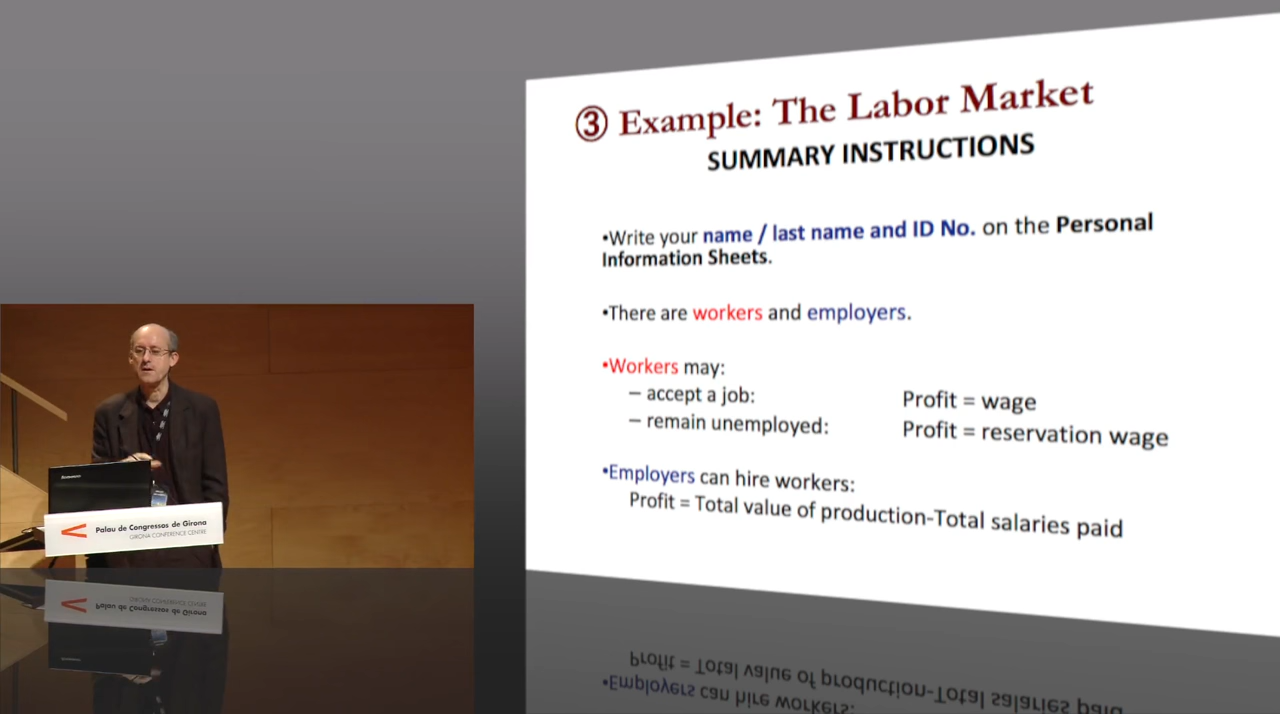 ③ Example: The Labor Market
SUMMARY INSTRUCTIONS
•Write your name / last name and ID No. on the Personal
Information Sheets.
•There are workers and employers.
•Workers may:
– accept a job: Profit = wage
– remain unemployed: Profit = reservation wage
•Employers can hire workers:
Profit = Total value of production-Total salaries paid
Lenovo
Palau de Congressos de Girona
GIRONA CONFERENCE CENTRE